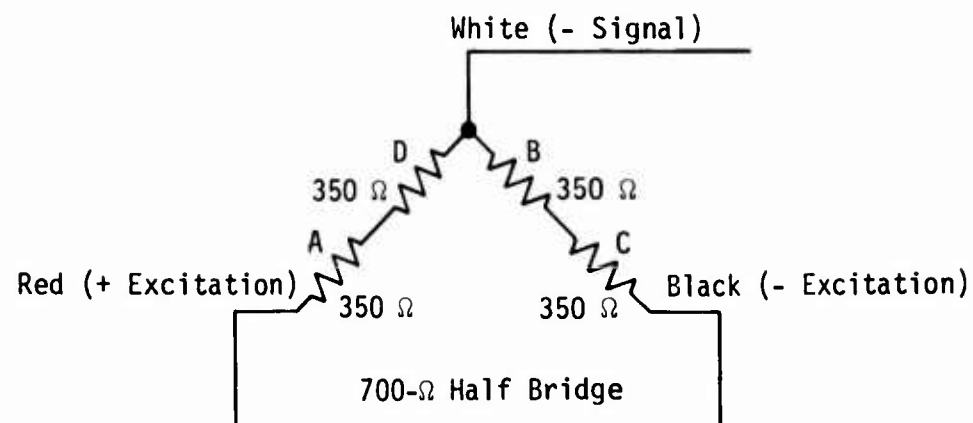 White (- Signal)
D
B
350 Ω
350 Ω
A
C
Red (+ Excitation)
Black (- Excitation)
350 Ω
350 Ω
700-Ω Half Bridge